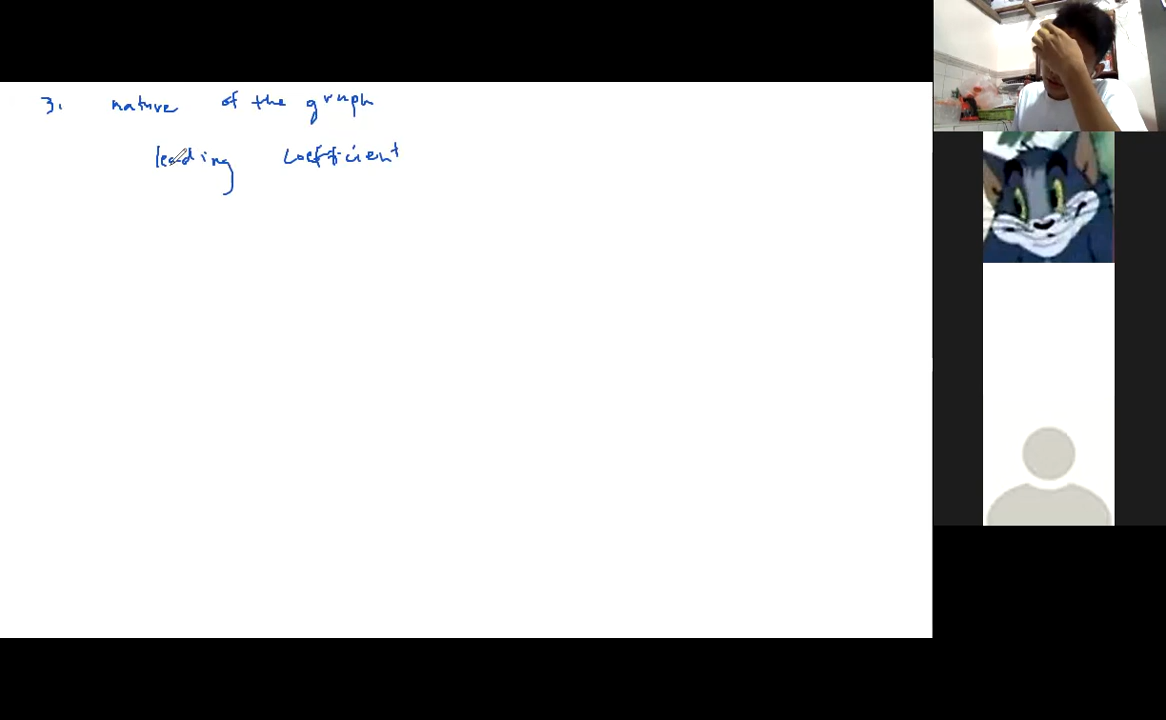 3. nature of the graph
leading coefficient